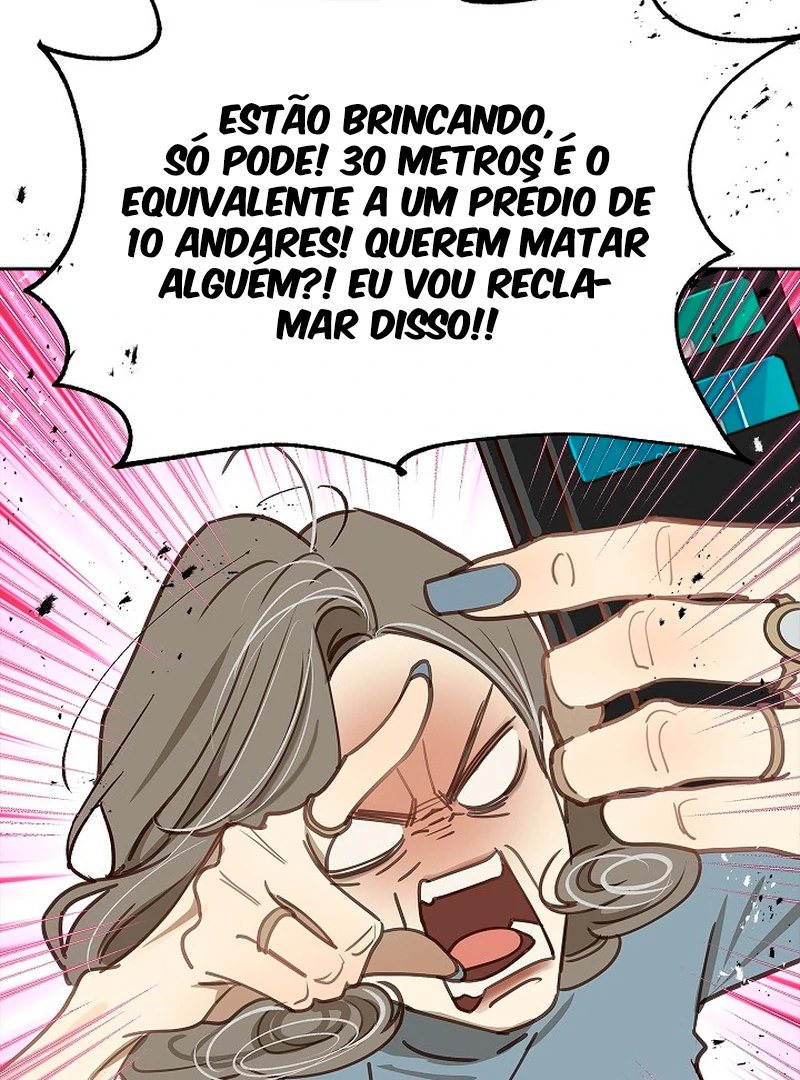 ESTÃO BRINCANDO,
SÓ PODE! 30 METROS É O
EQUIVALENTE A UM PRÉDIO DE
10 ANDARES! QUEREM MATAR
ALGUÉM?! EU VOU RECLA-
MAR DISSO!!